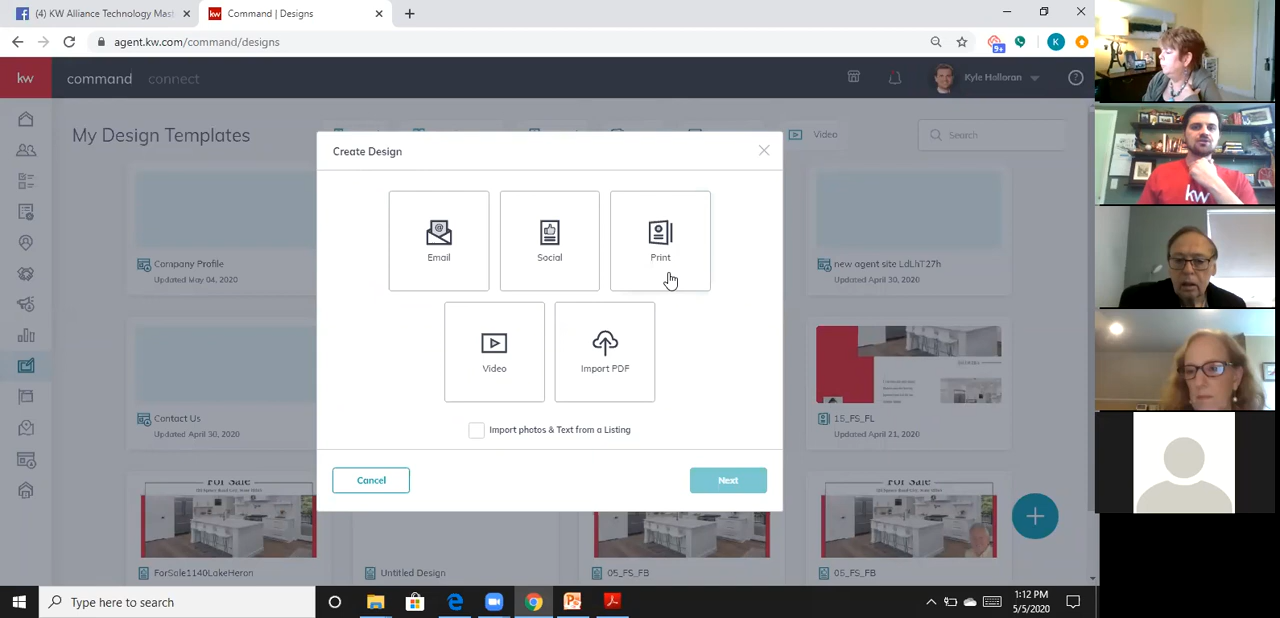 (4) KW Alliance Technology Mast
kw Command | Designs
agent.kw.com/command/designs
9+
K
kw command connect
Kyle Halloran
?
My Design Templates
Video
Search
Create Design
Email
Social
Print
Video
Import PDF
Import photos & Text from a Listing
Cancel
Next
Company Profile
Updated May 04, 2020
new agent site LdLhT27h
Updated April 30, 2020
Contact Us
Updated April 30, 2020
15_FS_FL
Updated April 21, 2020
For Sale
For Sale
ForSale1140LakeHeron
Untitled Design
05_FS_FB
05_FS_FB
kw
Type here to search
1:12 PM
5/5/2020